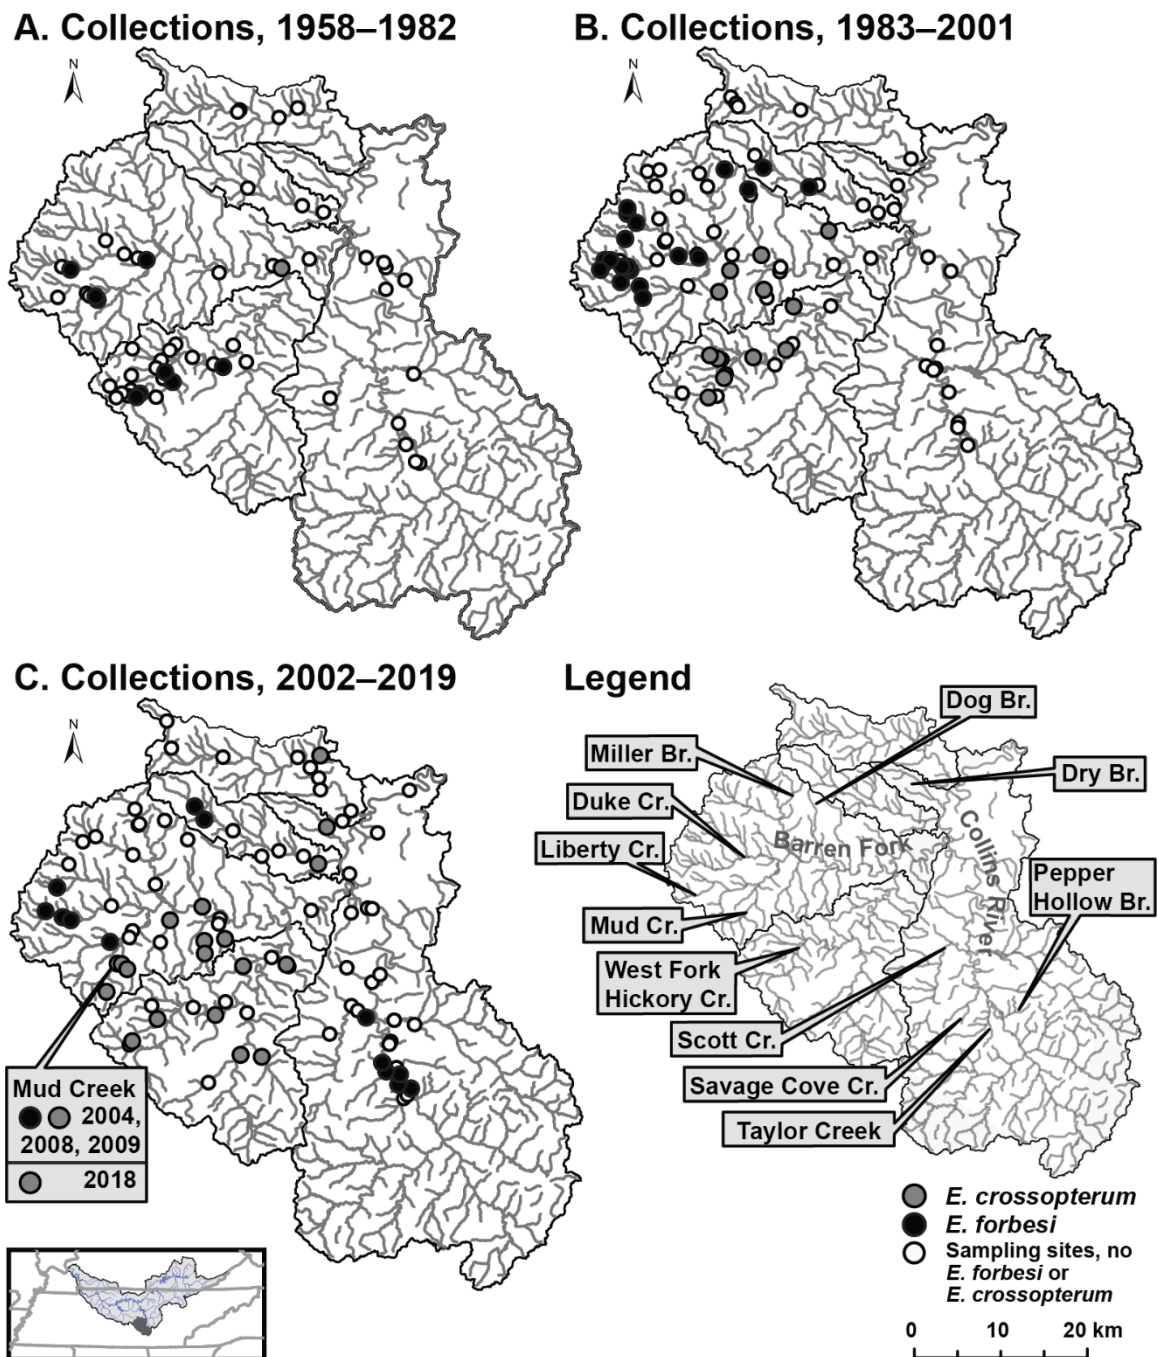 A. Collections, 1958–1982
N
B. Collections, 1983–2001
N
C. Collections, 2002–2019
N
Mud Creek
2004,
2008, 2009
2018
Legend
Dog Br.
Miller Br.
Dry Br.
Duke Cr.
Liberty Cr.
Barren Fork
Collins River
Pepper
Hollow Br.
Mud Cr.
West Fork
Hickory Cr.
Scott Cr.
Savage Cove Cr.
Taylor Creek
E. crossopterum
E. forbesi
Sampling sites, no
E. forbesi or
E. crossopterum
0 10 20 km